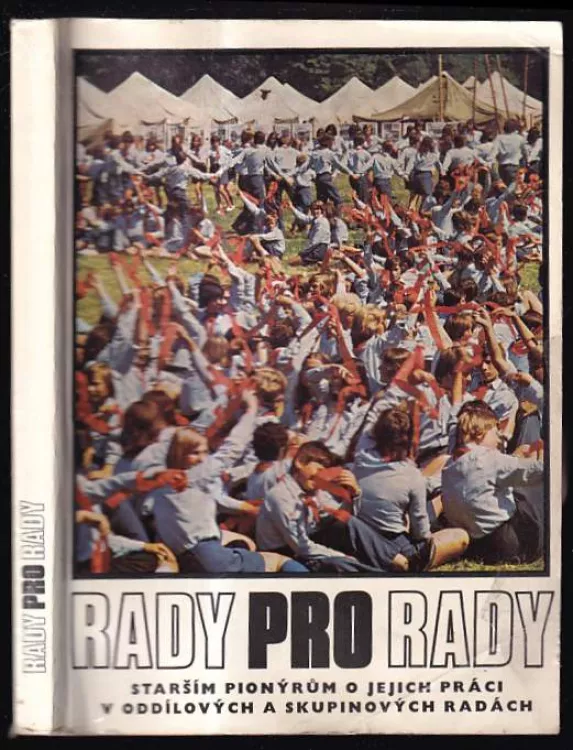 RADY PRO RADY
RADY PRO RADY
STARŠÍM PIONÝRŮM O JEJICH PRÁCI
V ODDÍLOVÝCH A SKUPINOVÝCH RADÁCH